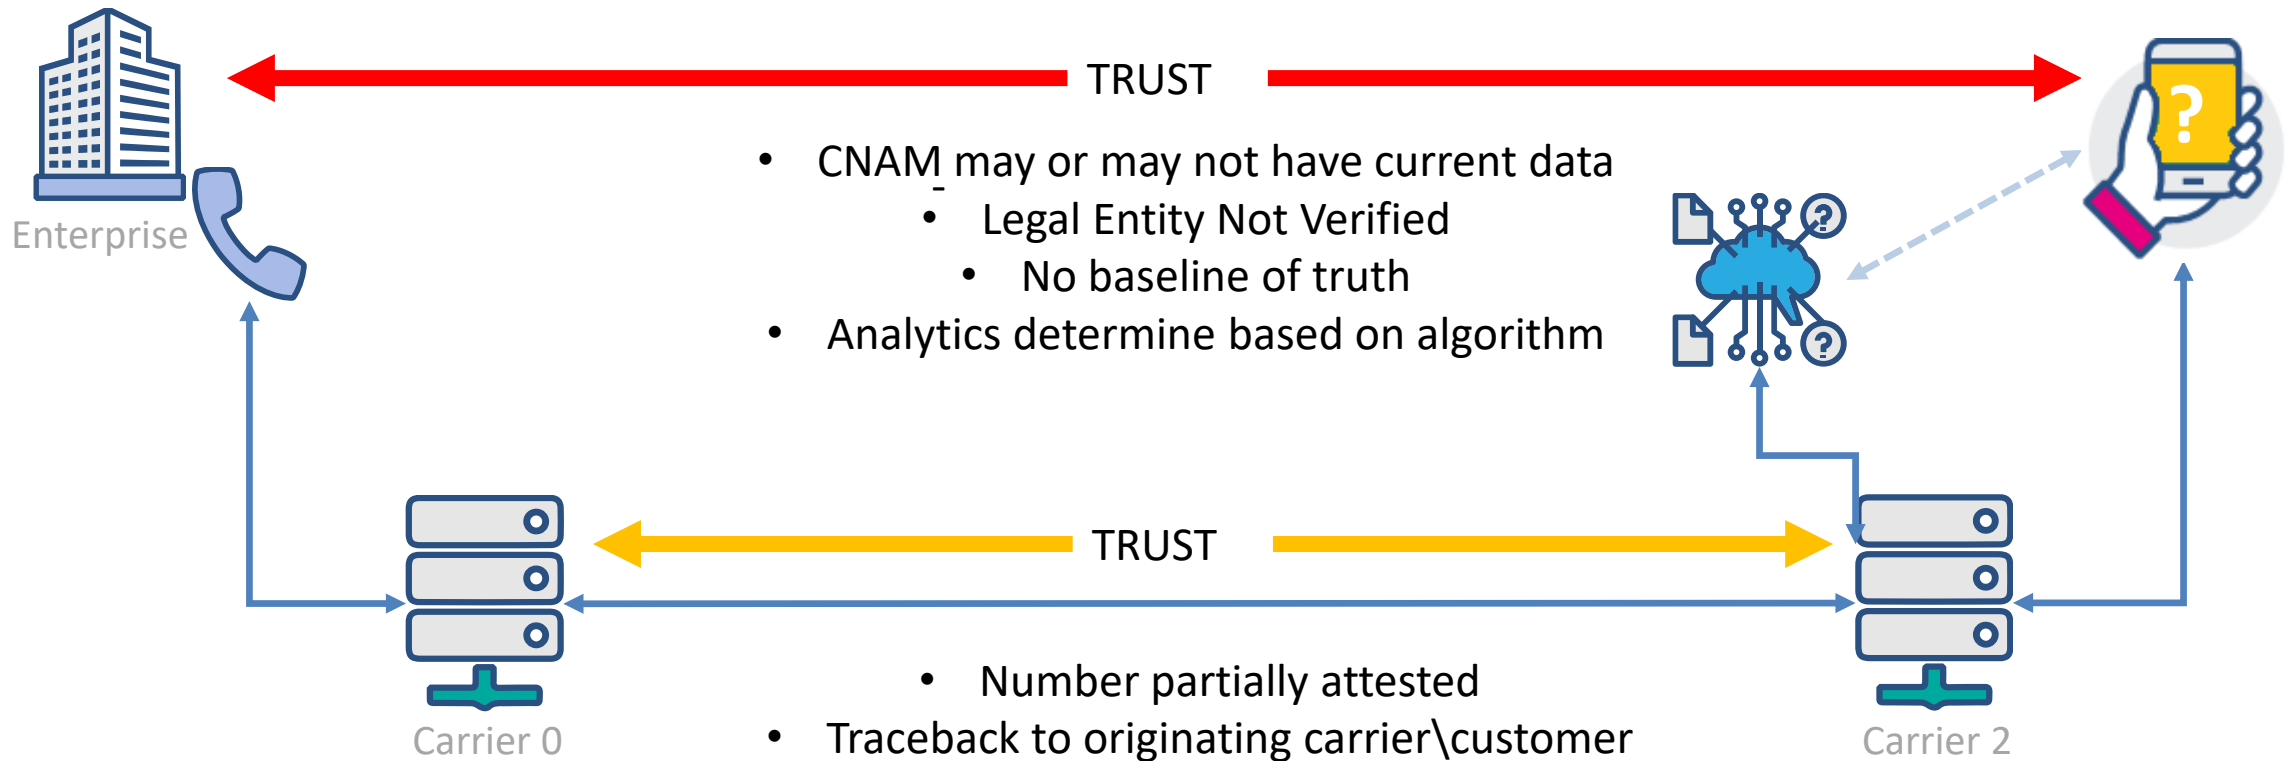 TRUST
?
• CNAM may or may not have current data
• Legal Entity Not Verified
• No baseline of truth
• Analytics determine based on algorithm
Enterprise
?
?
TRUST
• Number partially attested
• Traceback to originating carrier\customer
Carrier 0
Carrier 2